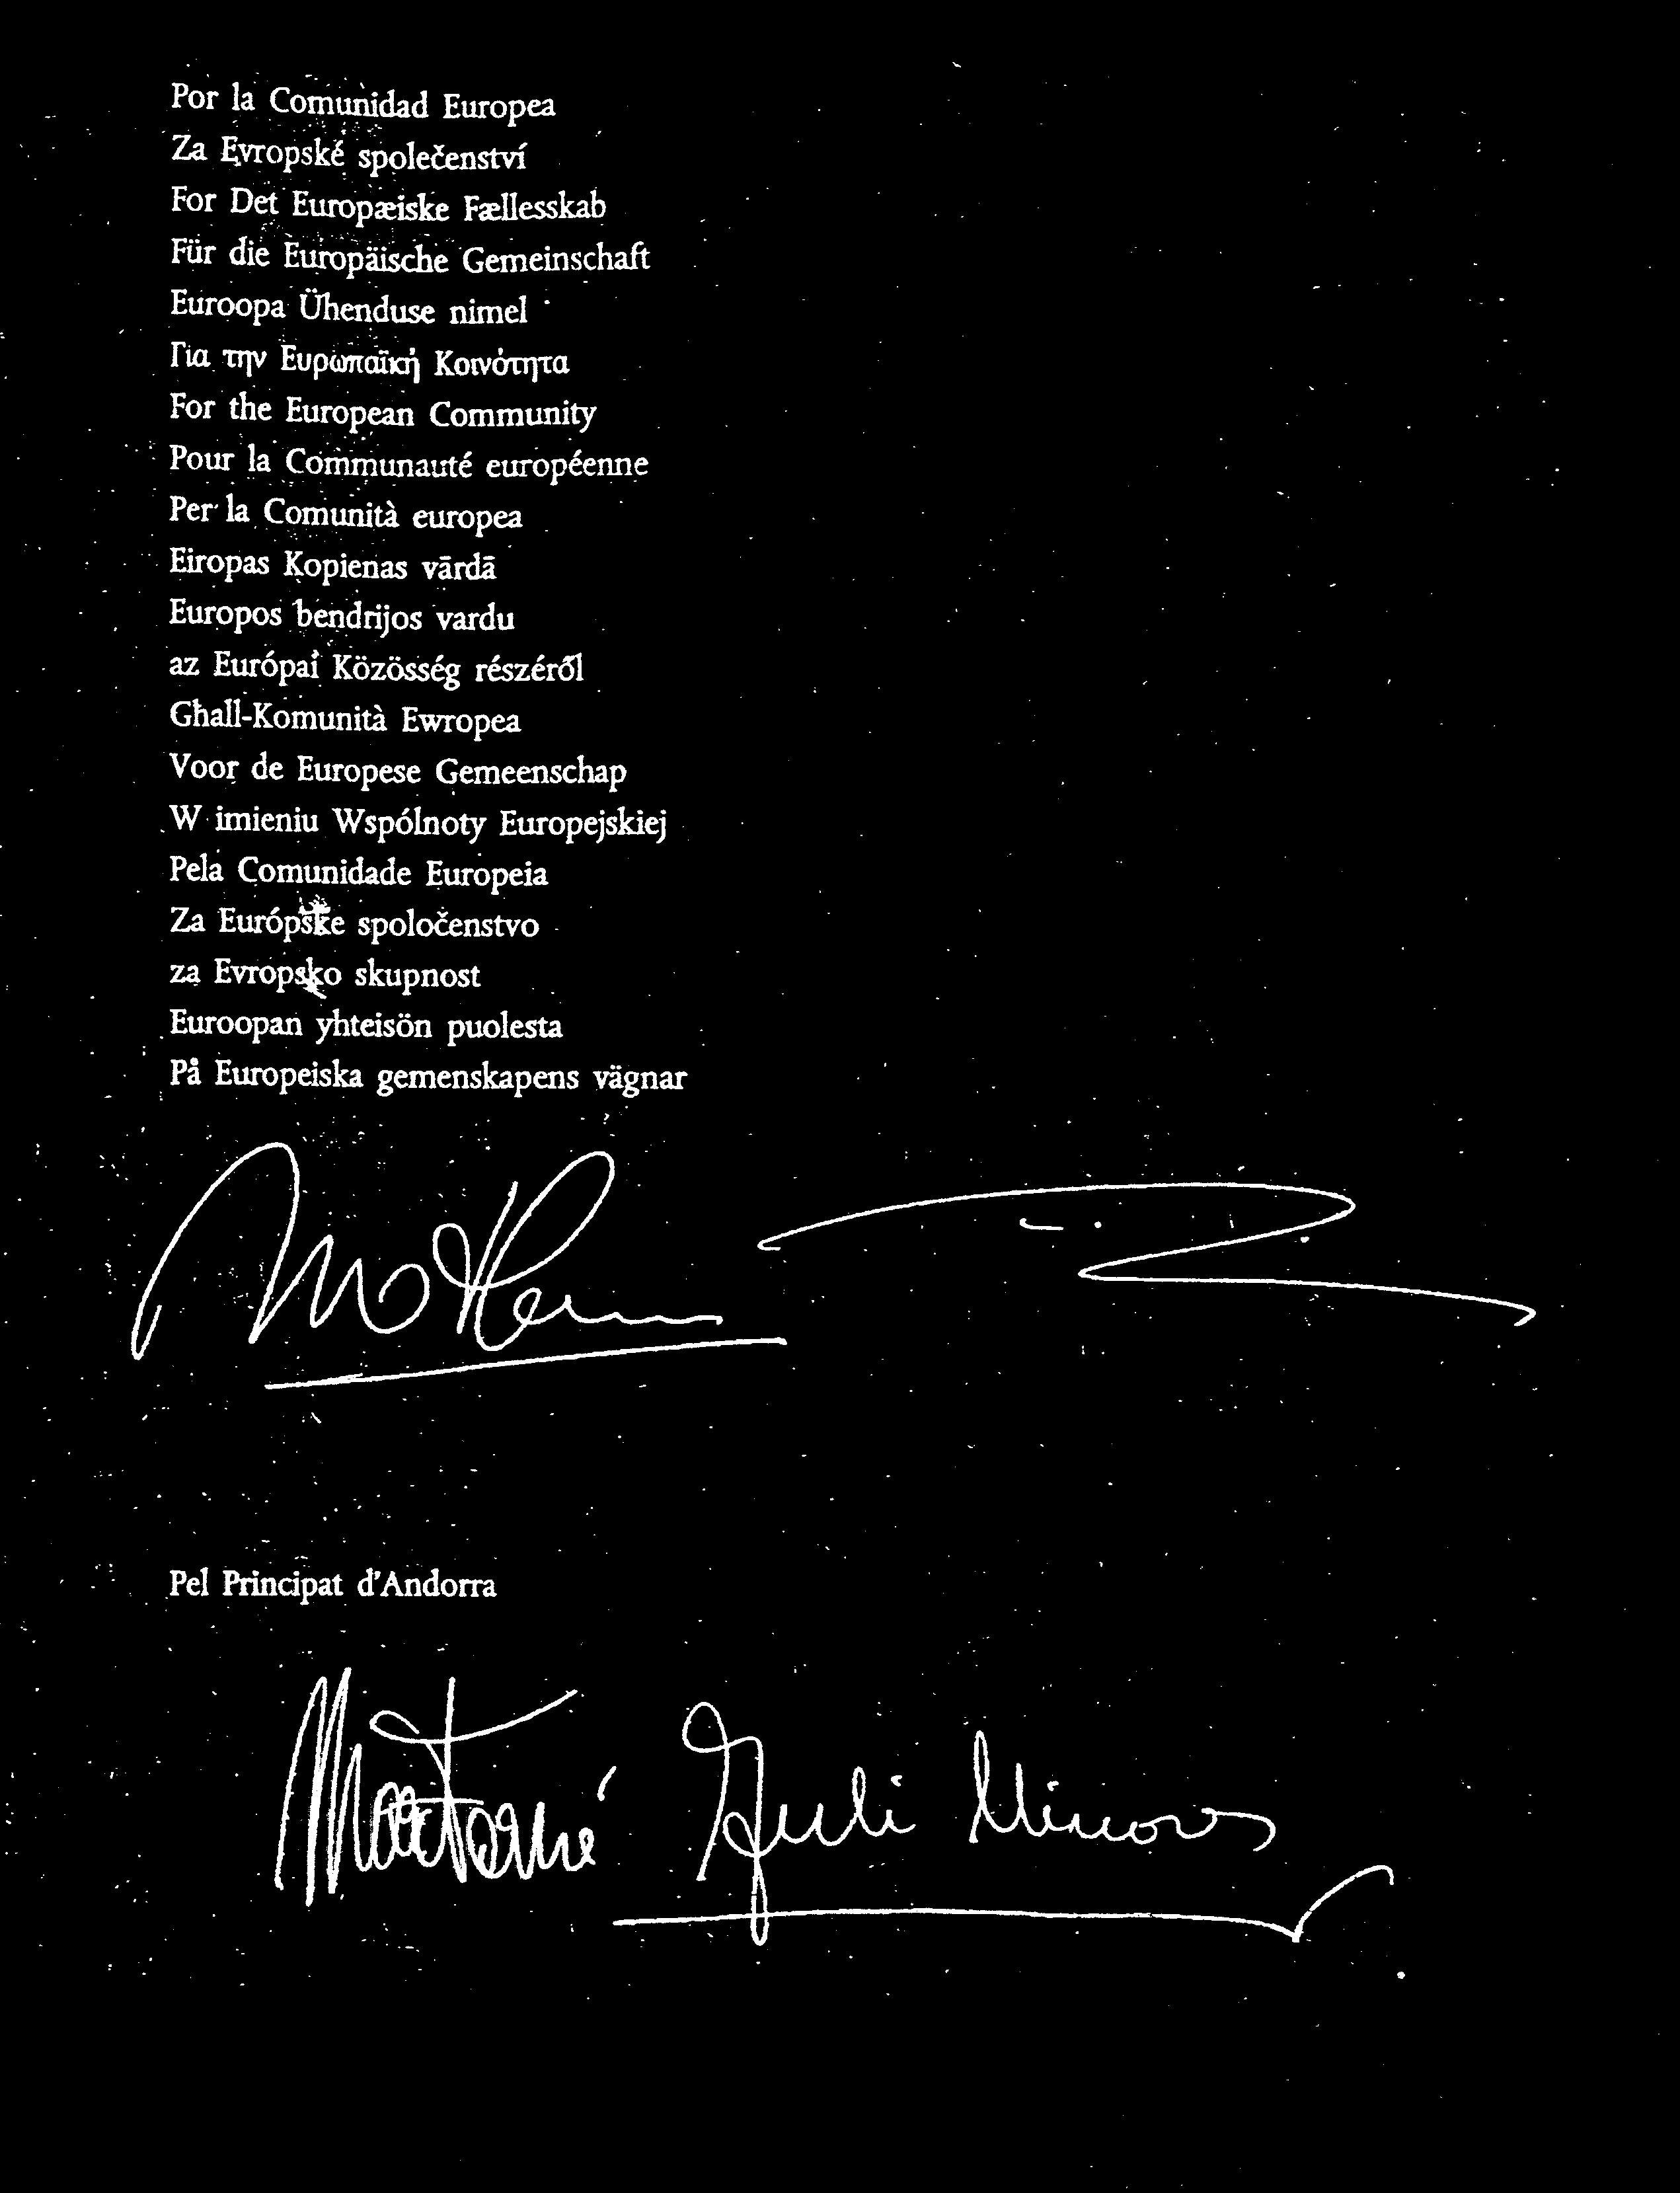 Por la Comunidad Europea
Za Evropské společenství
For Det Europæiske Fællesskab
Für die Europäische Gemeinschaft
Euroopa Ühenduse nimel
Για την Ευρωπαϊκή Κοινότητα
For the European Community
Pour la Communauté européenne
Per la Comunità europea
Eiropas Kopienas vārdā
Europos bendrijos vardu
az Európai Közösség részéről
Għall-Komunità Ewropea
Voor de Europese Gemeenschap
W imieniu Wspólnoty Europejskiej
Pela Comunidade Europeia
Za Európske spoločenstvo
za Evropsko skupnost
Euroopan yhteisön puolesta
På Europeiska gemenskapens vägnar
Pel Principat d'Andorra
Juli Minoves